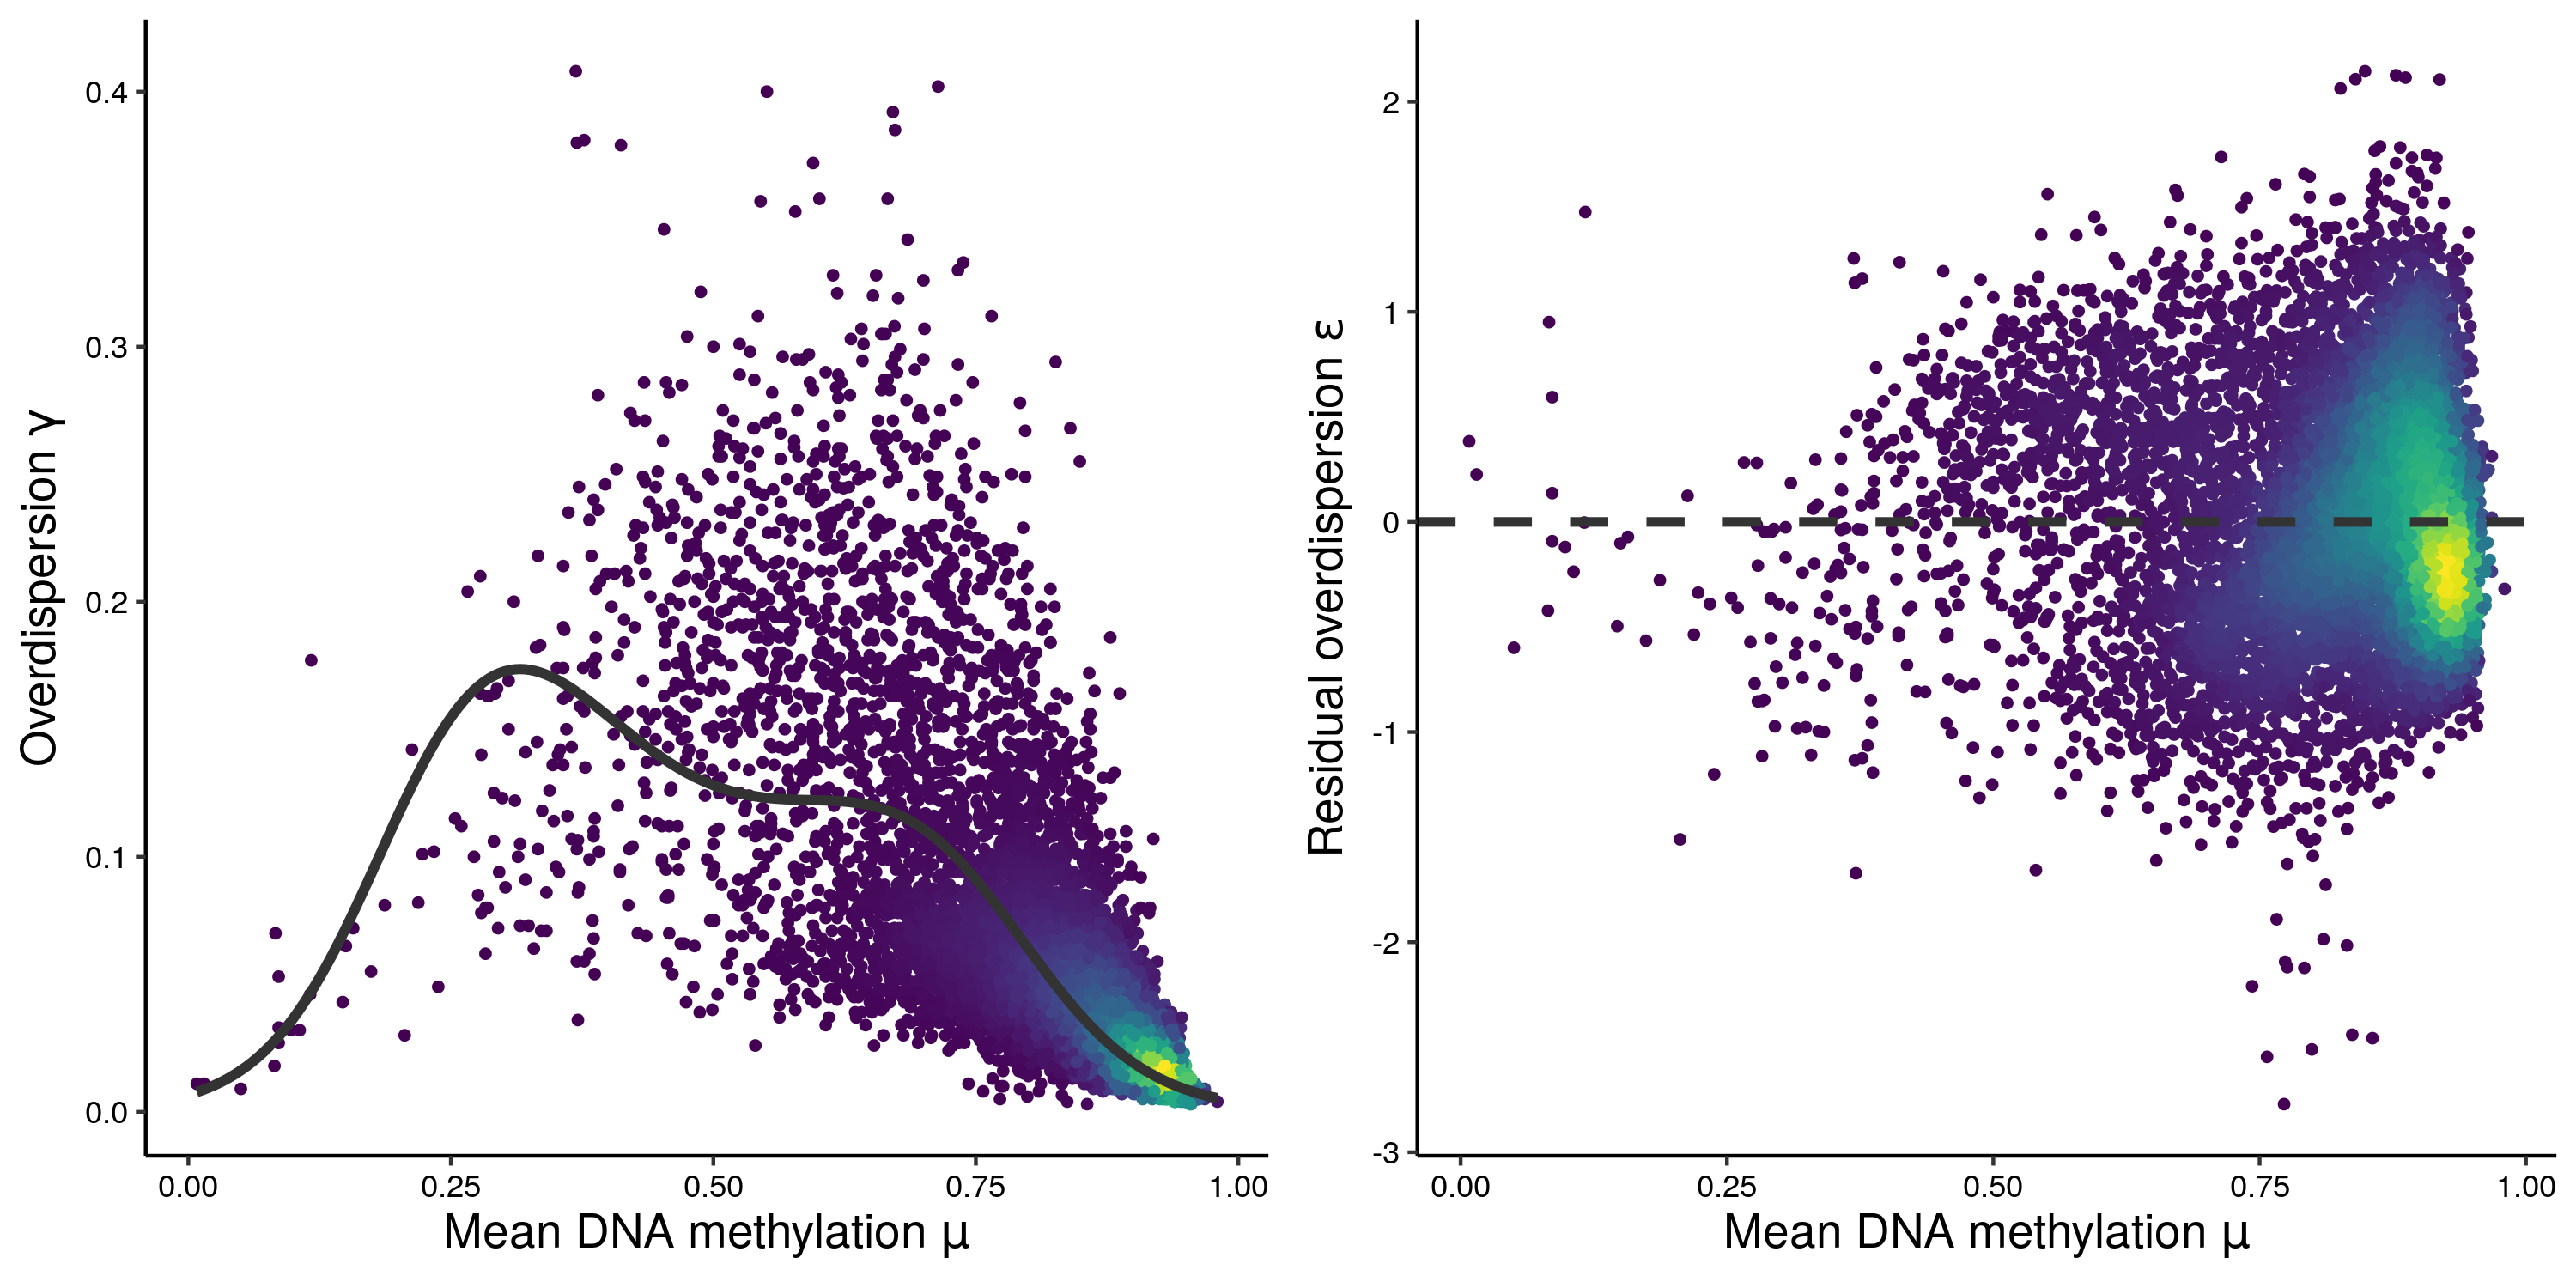 Overdispersion γ
0.4
0.3
0.2
0.1
0.0
0.00 0.25 0.50 0.75 1.00
Mean DNA methylation μ
Residual overdispersion ε
2
1
0
-1
-2
-3
0.00 0.25 0.50 0.75 1.00
Mean DNA methylation μ